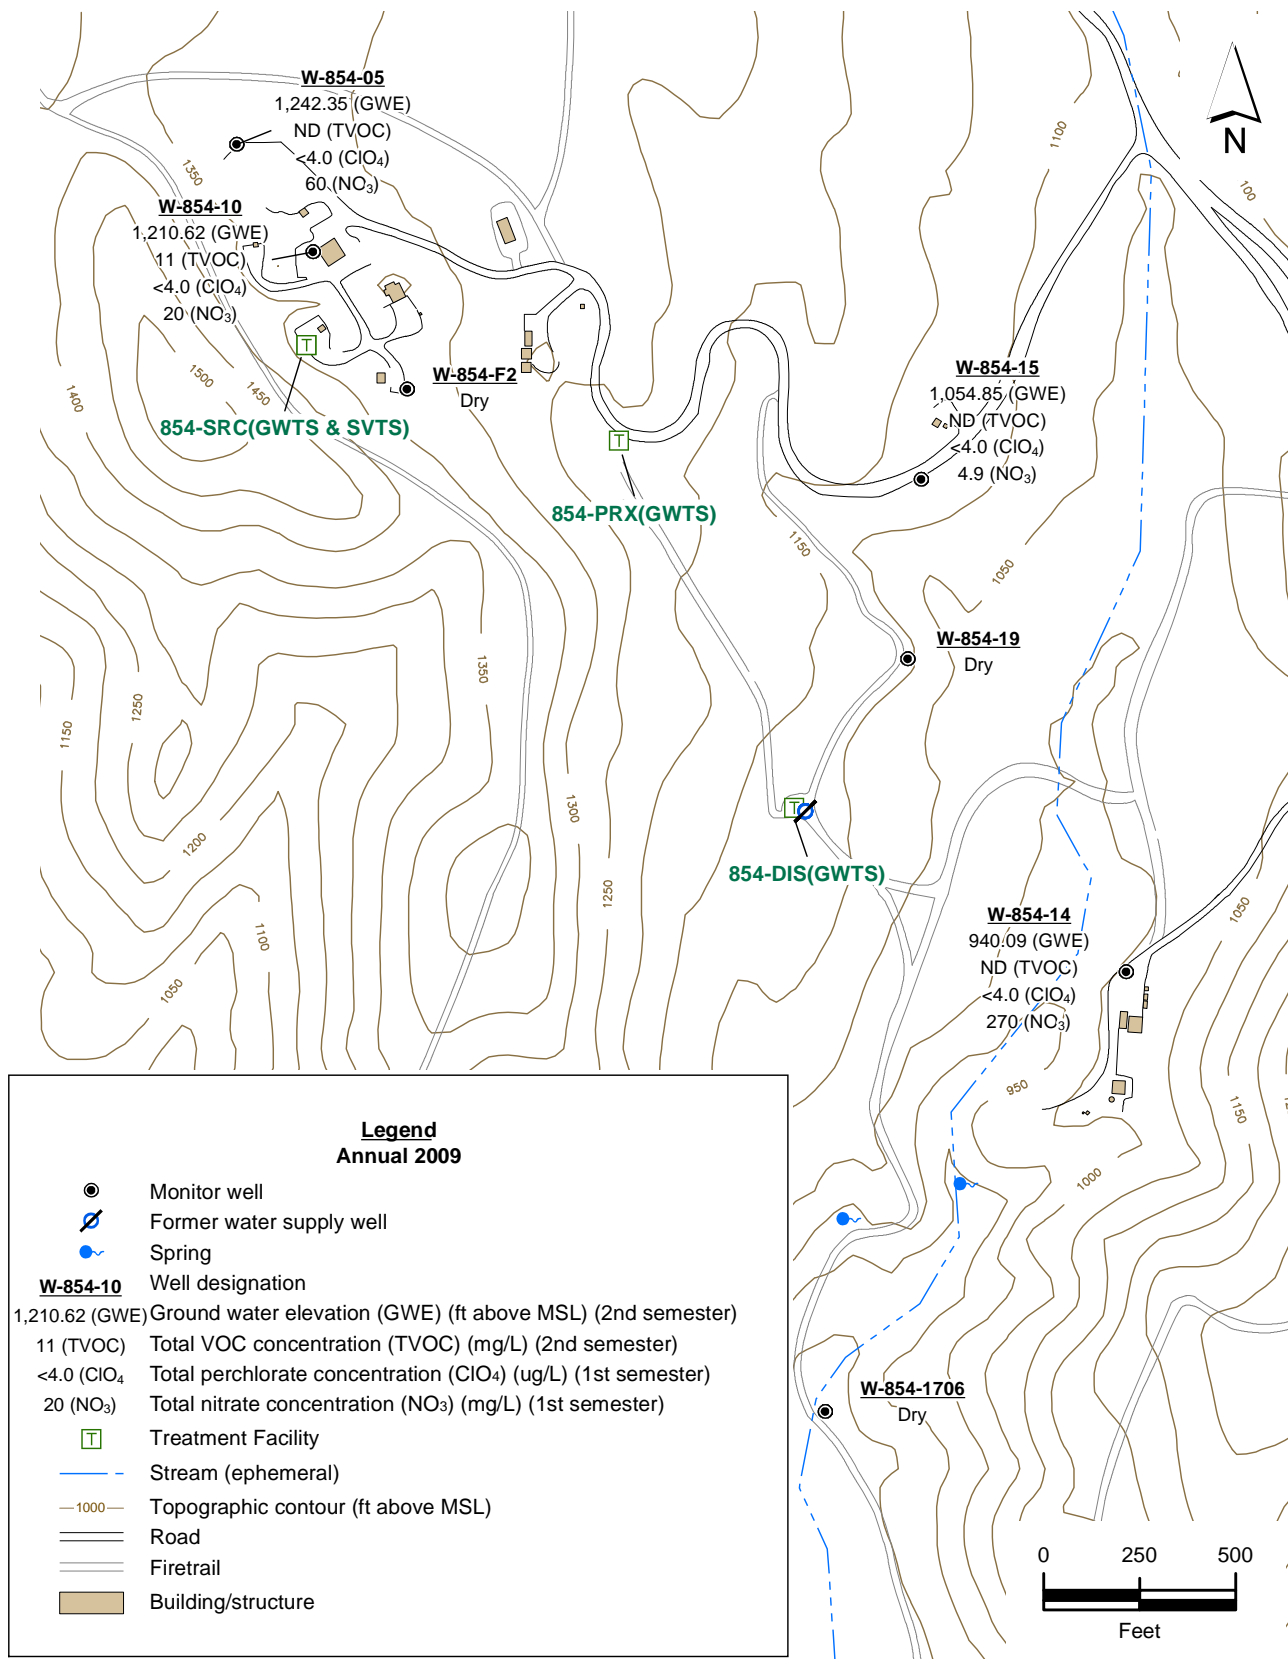 W-854-05
1,242.35 (GWE)
ND (TVOC)
<4.0 (ClO₄)
60 (NO₃)
1100
N
1350
100
W-854-10
1,210.62 (GWE)
11 (TVOC)
<4.0 (ClO₄)
20 (NO₃)
T
1500
1450
1400
W-854-F2
Dry
854-SRC(GWTS & SVTS)
T
854-PRX(GWTS)
W-854-15
1,054.85 (GWE)
ND (TVOC)
<4.0 (ClO₄)
4.9 (NO₃)
1150
1050
W-854-19
Dry
1350
1250
1150
1300
1200
1250
T
854-DIS(GWTS)
W-854-14
940.09 (GWE)
ND (TVOC)
<4.0 (ClO₄)
270 (NO₃)
1050
1100
1050
950
1150
1000
Legend
Annual 2009
Monitor well
Former water supply well
Spring
W-854-10 Well designation
1,210.62 (GWE) Ground water elevation (GWE) (ft above MSL) (2nd semester)
11 (TVOC) Total VOC concentration (TVOC) (mg/L) (2nd semester)
<4.0 (ClO₄ Total perchlorate concentration (ClO₄) (ug/L) (1st semester)
20 (NO₃) Total nitrate concentration (NO₃) (mg/L) (1st semester)
T Treatment Facility
Stream (ephemeral)
1000 Topographic contour (ft above MSL)
Road
Firetrail
Building/structure
W-854-1706
Dry
0 250 500
Feet